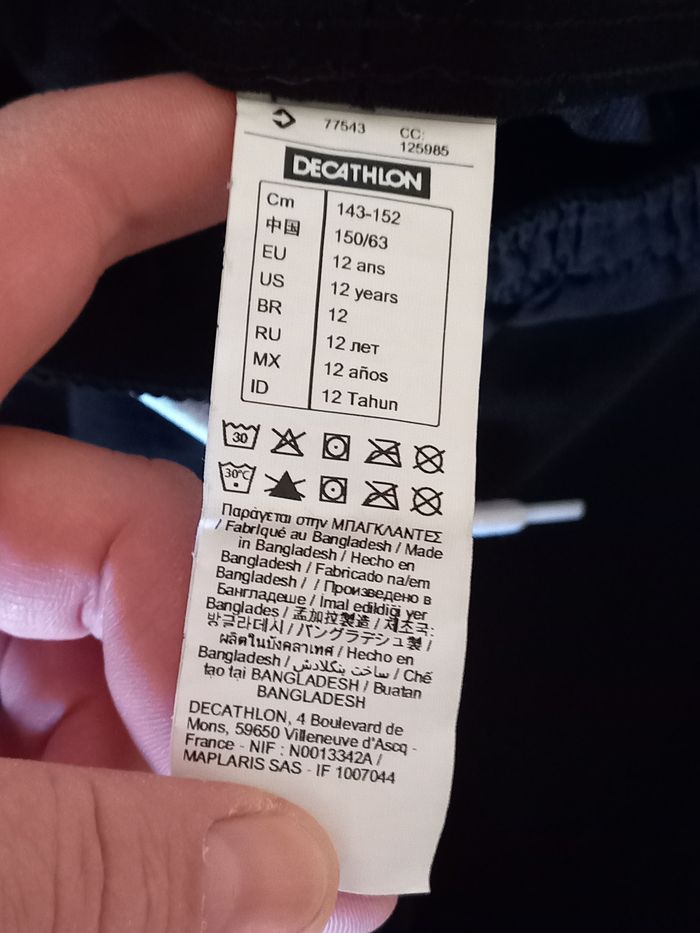 77543 CC: 125985
DECATHLON
Cm 143-152
中国 150/63
EU 12 ans
US 12 years
BR 12
RU 12 лет
MX 12 años
ID 12 Tahun
30
30°C
Παράγεται στην ΜΠΑΓΚΛΑΝΤΕΣ
/ Fabriqué au Bangladesh / Made
in Bangladesh / Hecho en
Bangladesh / Fabricado na/em
Bangladesh / / Произведено в
Бангладеше / İmal edildiği yer
Bangladeş / 孟加拉製造 / 제조국:
방글라데시 / バングラデシュ製 /
ผลิตในบังคลาเทศ / Hecho en
Bangladesh / ساخت بنگلادش / Chế
tạo tại BANGLADESH / Buatan
BANGLADESH
DECATHLON, 4 Boulevard de
Mons, 59650 Villeneuve d'Ascq -
France - NIF : N0013342A /
MAPLARIS SAS - IF 1007044